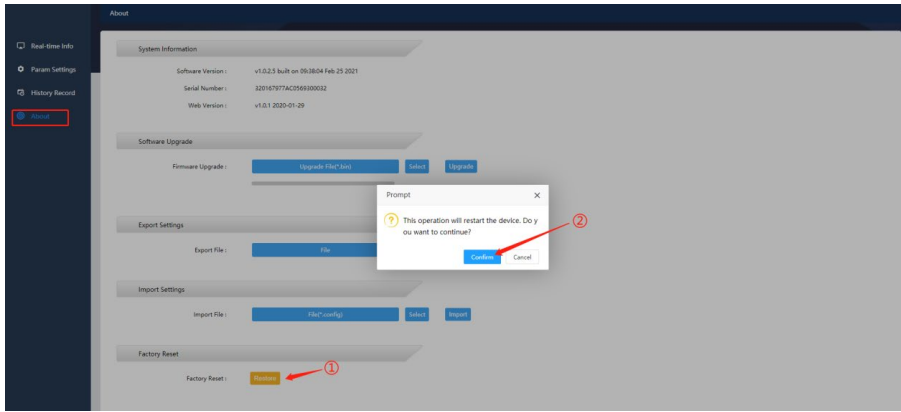 About
Real-time Info
Param Settings
History Record
About
System Information
Software Version : v1.0.2.5 built on 09:38:04 Feb 25 2021
Serial Number : 320167977AC0569300032
Web Version : v1.0.1 2020-01-29
Software Upgrade
Firmware Upgrade : Upgrade File(*.bin) Select Upgrade
Prompt
This operation will restart the device. Do y
ou want to continue?
②
Confirm Cancel
Export Settings
Export File : File
Import Settings
Import File : File(*.config) Select Import
Factory Reset
①
Factory Reset : Restore